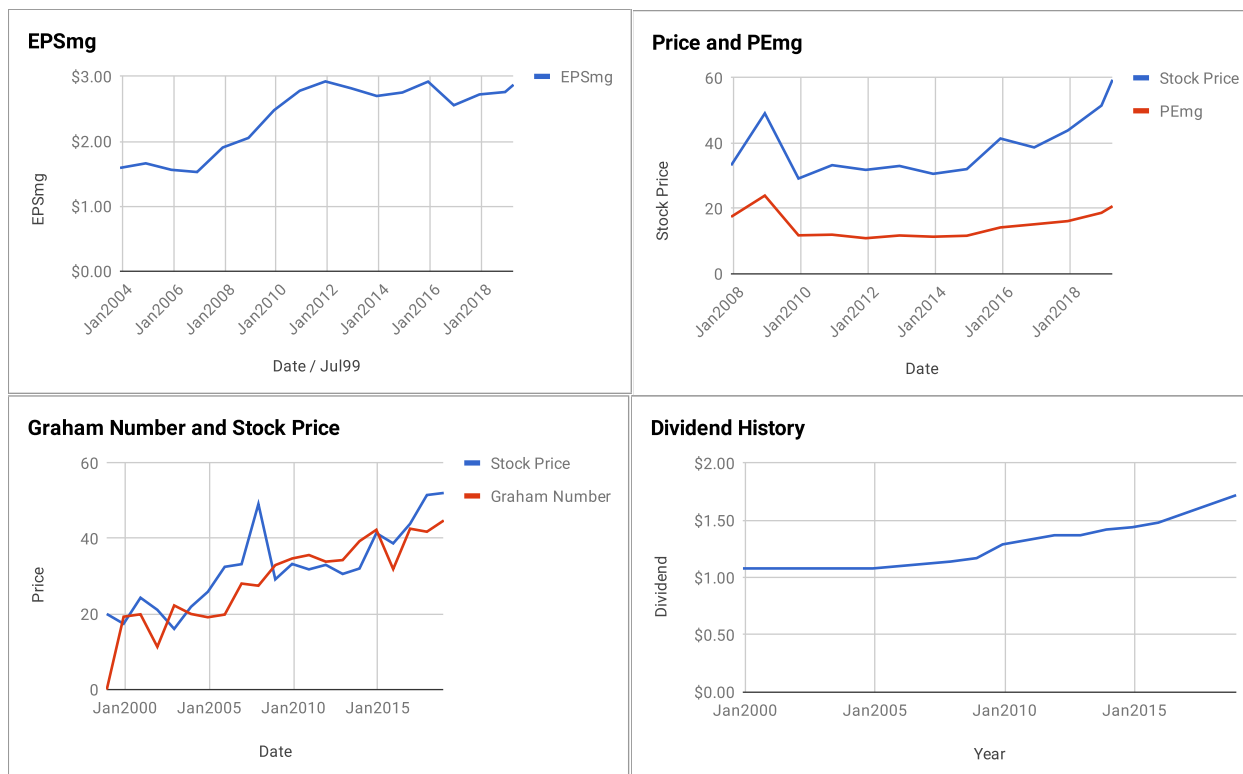 EPSmg
$3.00
$2.00
$1.00
$0.00
EPSmg
Jan2004
Jan2006
Jan2008
Jan2010
Jan2012
Jan2014
Jan2016
Jan2018
Date / Jul99
EPSmg
Price and PEmg
60
40
20
0
Stock Price
Jan2008
Jan2010
Jan2012
Jan2014
Jan2016
Jan2018
Date
Stock Price
PEmg
Graham Number and Stock Price
60
40
20
0
Price
Jan2000
Jan2005
Jan2010
Jan2015
Date
Stock Price
Graham Number
Dividend History
$2.00
$1.50
$1.00
$0.50
$0.00
Dividend
Jan2000
Jan2005
Jan2010
Jan2015
Year